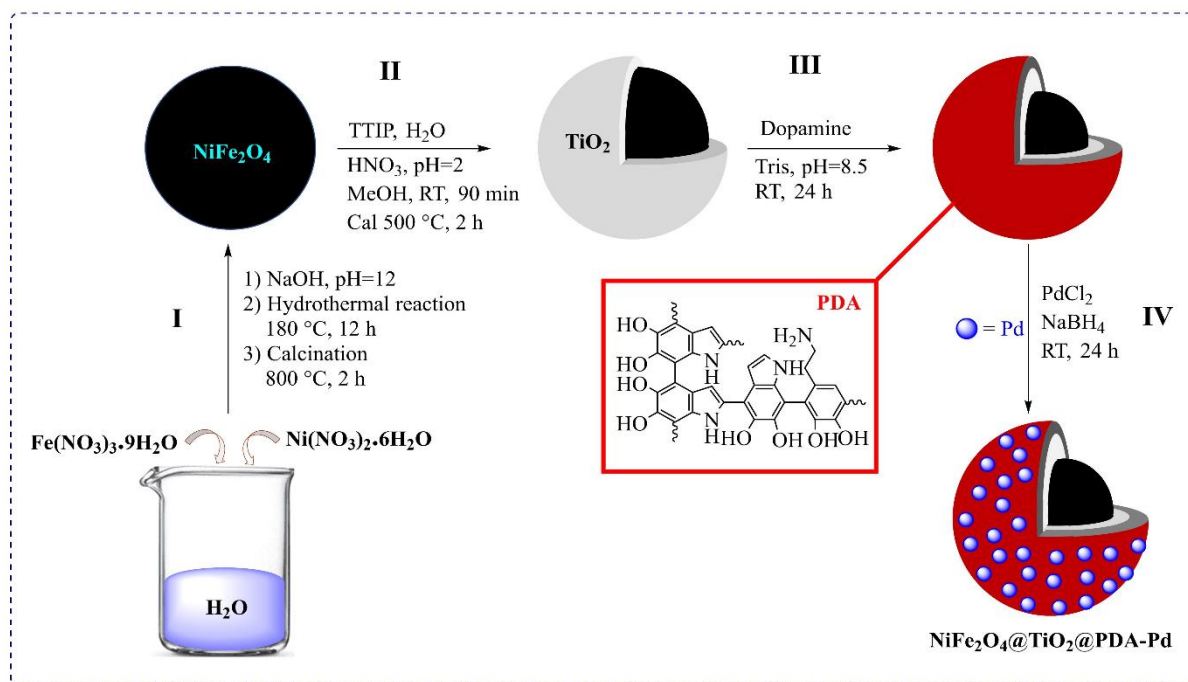 II
TTIP, H₂O
HNO₃, pH=2
MeOH, RT, 90 min
Cal 500 °C, 2 h
NiFe₂O₄
TiO₂
III
Dopamine
Tris, pH=8.5
RT, 24 h
I
1) NaOH, pH=12
2) Hydrothermal reaction
180 °C, 12 h
3) Calcination
800 °C, 2 h
Fe(NO₃)₃.9H₂O
Ni(NO₃)₂.6H₂O
H₂O
PDA
HO
HO
N
H
HO
HO
N
H
H₂N
NH
OH
OH
OHOH
= Pd
PdCl₂
NaBH₄
RT, 24 h
IV
NiFe₂O₄@TiO₂@PDA-Pd